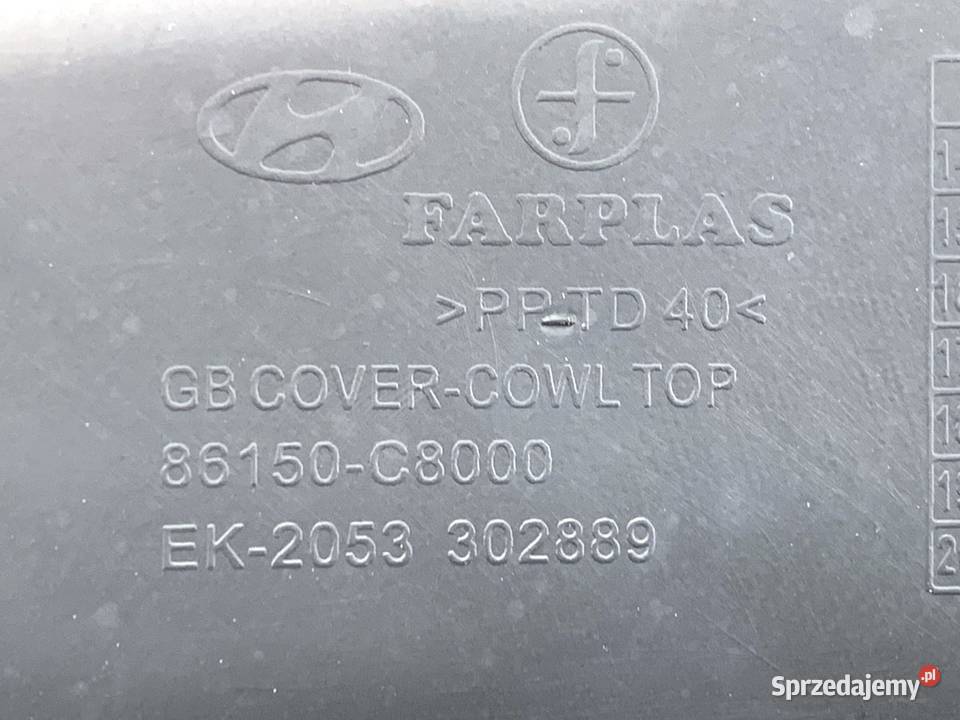 FARPLAS
>PP-TD 40<
GB COVER-COWL TOP
86150-C8000
EK-2053 302889
Sprzedajemy.pl